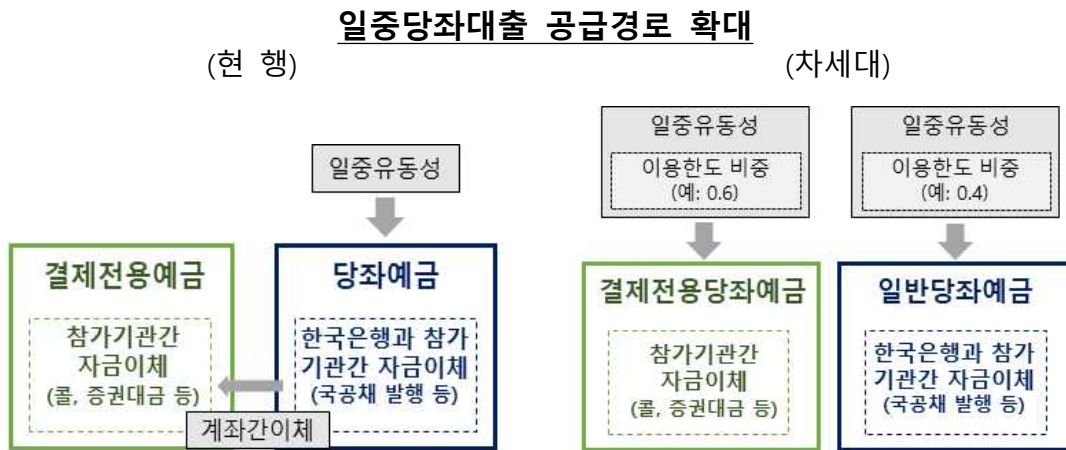 일중당좌대출 공급경로 확대
(현 행)
일중유동성
결제전용예금
참가기관간
자금이체
(콜, 증권대금 등)
당좌예금
한국은행과 참가
기관간 자금이체
(국공채 발행 등)
계좌간이체
(차세대)
일중유동성
이용한도 비중
(예: 0.6)
결제전용당좌예금
참가기관간
자금이체
(콜, 증권대금 등)
일중유동성
이용한도 비중
(예: 0.4)
일반당좌예금
한국은행과 참가
기관간 자금이체
(국공채 발행 등)